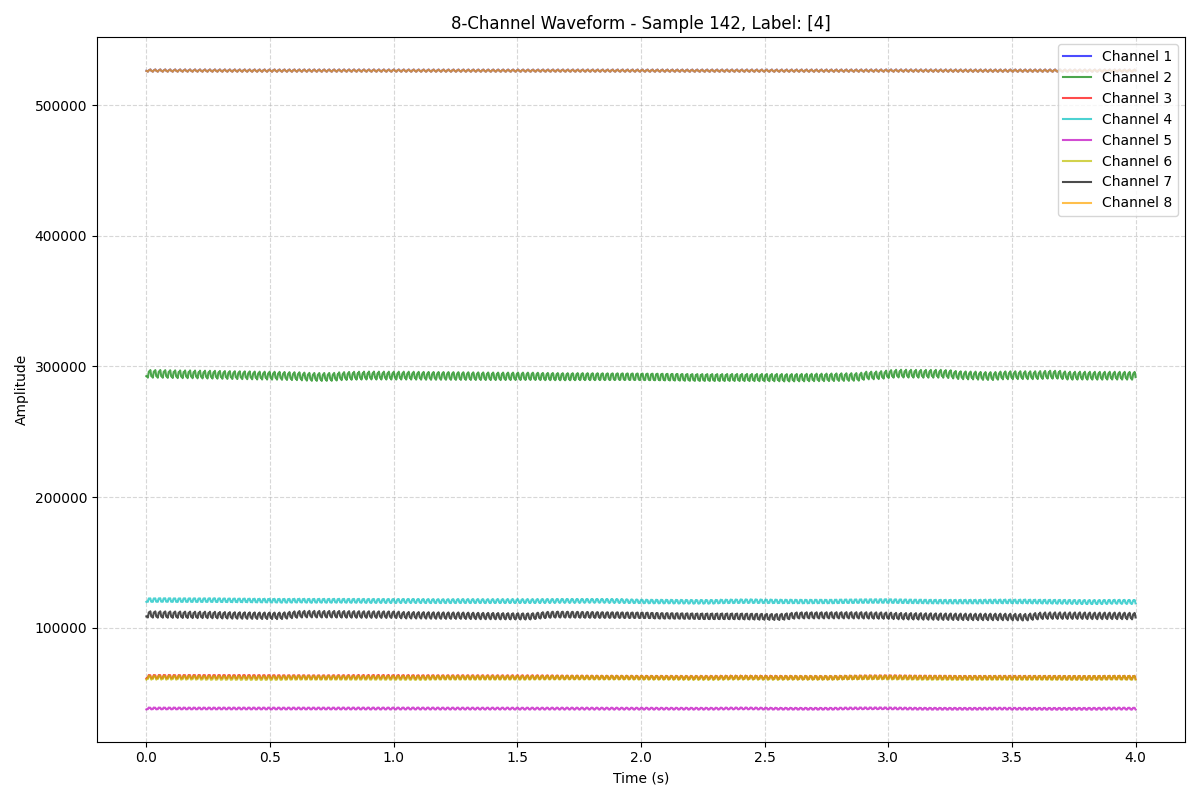 8-Channel Waveform - Sample 142, Label: [4]
Channel 1
Channel 2
Channel 3
Channel 4
Channel 5
Channel 6
Channel 7
Channel 8
500000
400000
300000
200000
100000
Amplitude
0.0 0.5 1.0 1.5 2.0 2.5 3.0 3.5 4.0
Time (s)